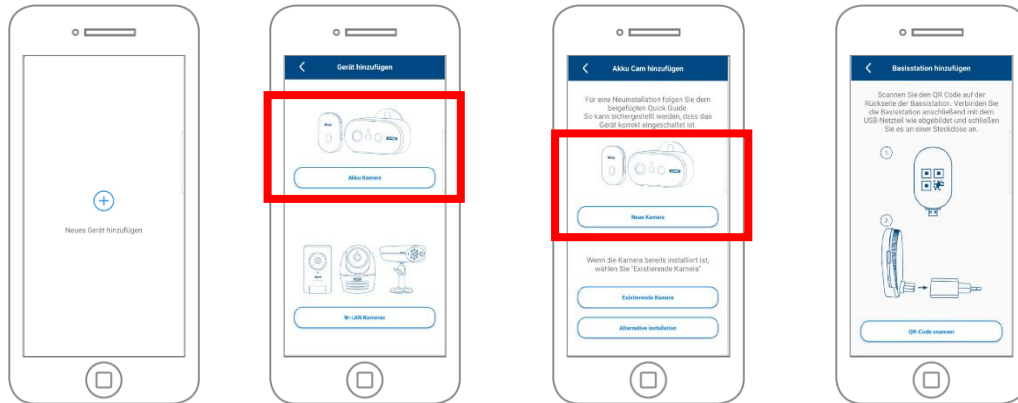 Neues Gerät hinzufügen
Gerät hinzufügen
Akku Kamera
W-LAN Kameras
Akku Cam hinzufügen
Für eine Neuinstallation folgen Sie dem
beigefügten Quick Guide.
So kann sichergestellt werden, dass das
Gerät korrekt eingeschaltet ist.
Neue Kamera
Wenn die Kamera bereits installiert ist,
wählen Sie "Existierende Kamera"
Existierende Kamera
Alternative Installation
Basisstation hinzufügen
Scannen Sie den QR Code auf der
Rückseite der Basisstation. Verbinden Sie
die Basisstation anschließend mit dem
USB-Netzteil wie abgebildet und schließen
Sie es an einer Steckdose an.
1.
2.
QR-Code scannen